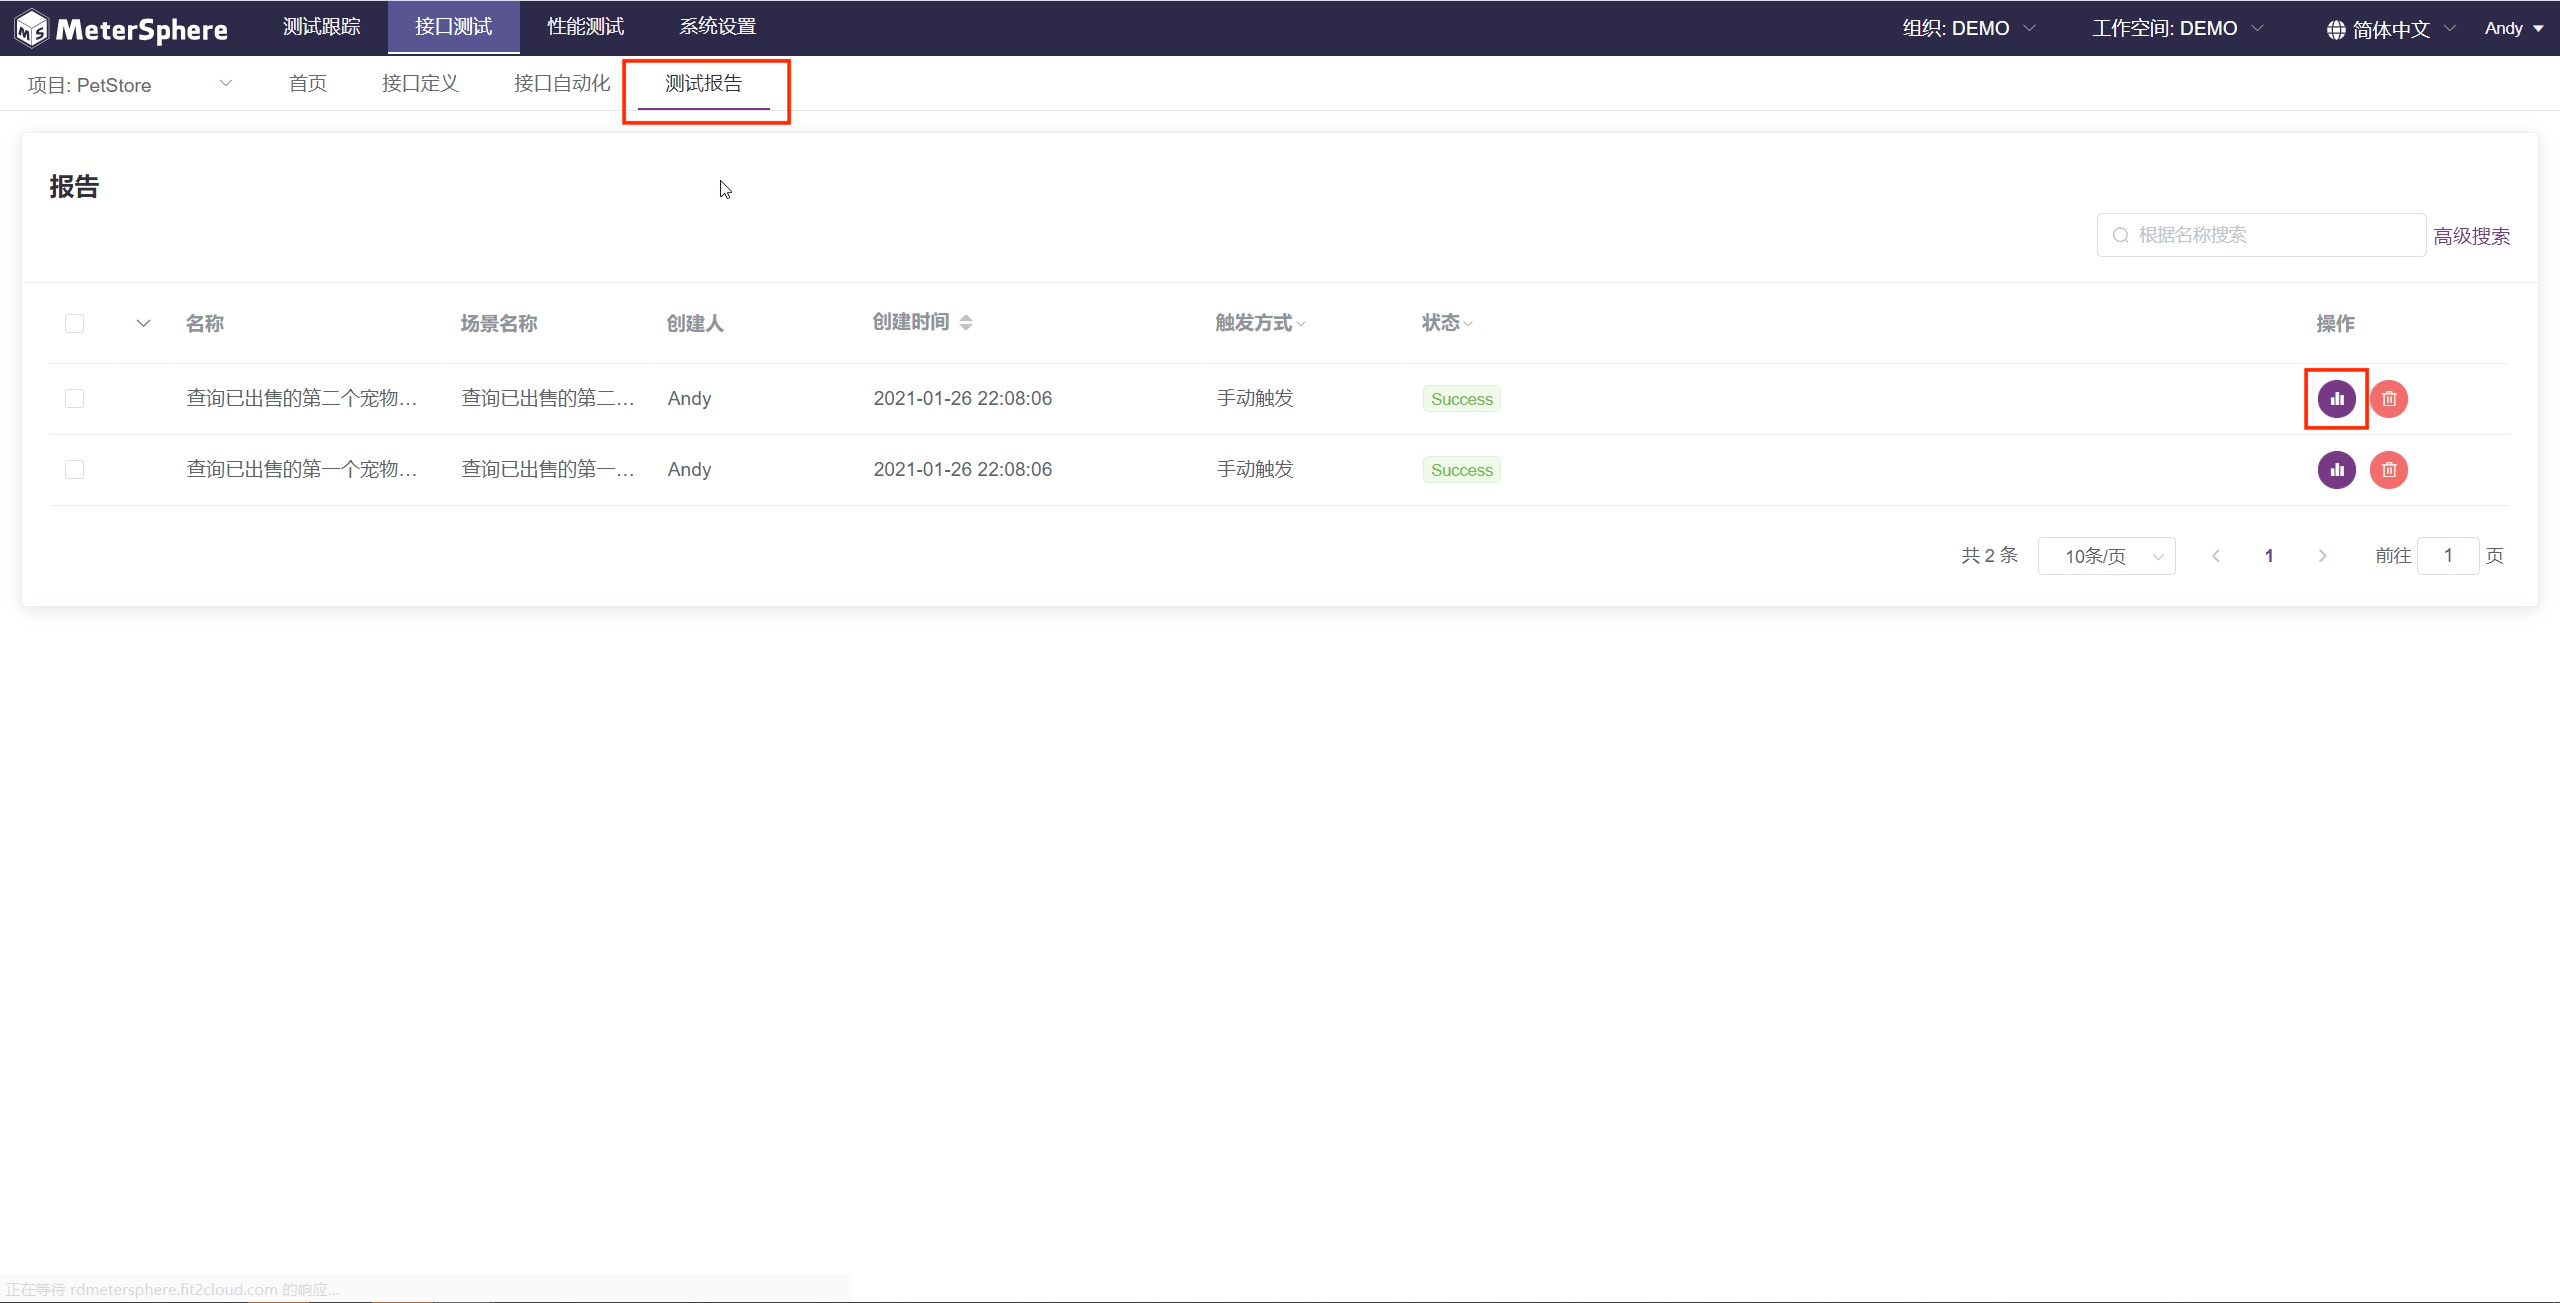 MeterSphere 测试跟踪 接口测试 性能测试 系统设置 组织: DEMO 工作空间: DEMO 简体中文 Andy
项目: PetStore 首页 接口定义 接口自动化 测试报告
报告
根据名称搜索 高级搜索
名称 场景名称 创建人 创建时间 触发方式 状态 操作
查询已出售的第二个宠物... 查询已出售的第二... Andy 2021-01-26 22:08:06 手动触发 Success
查询已出售的第一个宠物... 查询已出售的第一... Andy 2021-01-26 22:08:06 手动触发 Success
共 2 条 10条/页 1 前往 1 页
正在等待 rdmetersphere.fit2cloud.com 的响应...